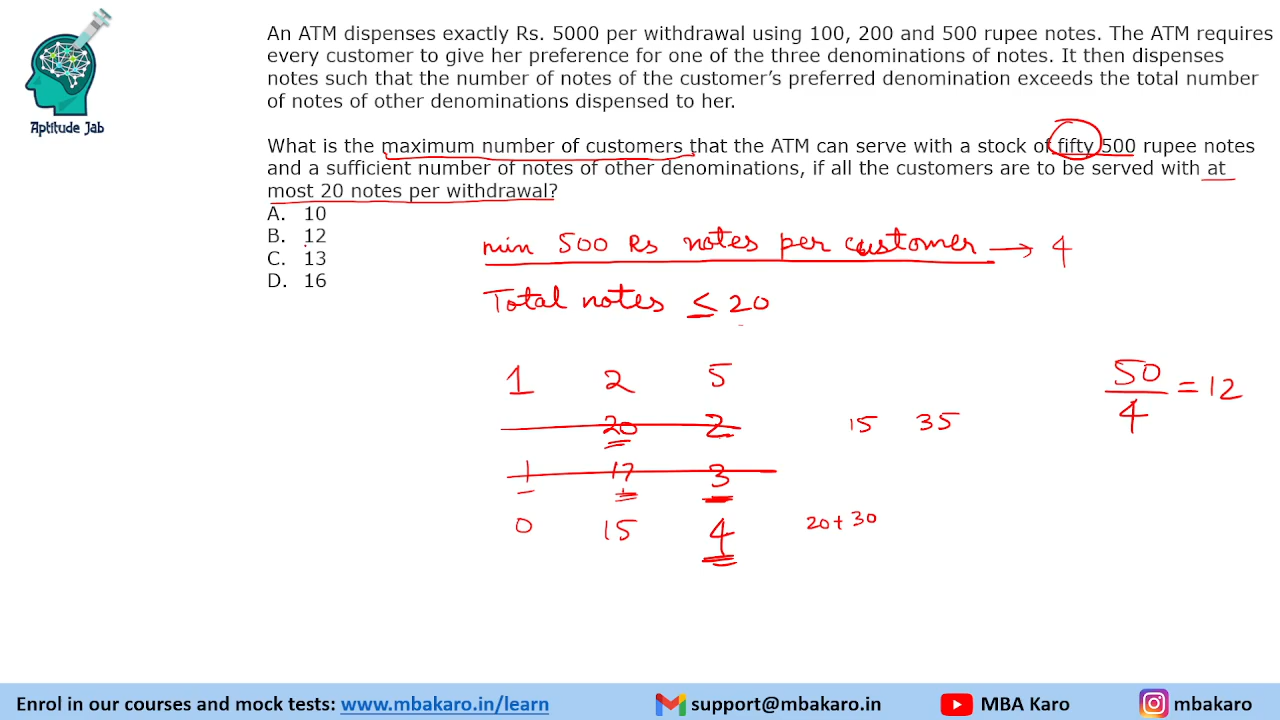 Aptitude Jab
An ATM dispenses exactly Rs. 5000 per withdrawal using 100, 200 and 500 rupee notes. The ATM requires
every customer to give her preference for one of the three denominations of notes. It then dispenses
notes such that the number of notes of the customer’s preferred denomination exceeds the total number
of notes of other denominations dispensed to her.
What is the maximum number of customers that the ATM can serve with a stock of fifty 500 rupee notes
and a sufficient number of notes of other denominations, if all the customers are to be served with at
most 20 notes per withdrawal?
A. 10
B. 12
C. 13
D. 16
min 500 Rs notes per customer → 4
Total notes ≤ 20
1 2 5
20 2 15 35
1 17 3
0 15 4 20+30
50/4 = 12
Enrol in our courses and mock tests: www.mbakaro.in/learn support@mbakaro.in MBA Karo mbakaro